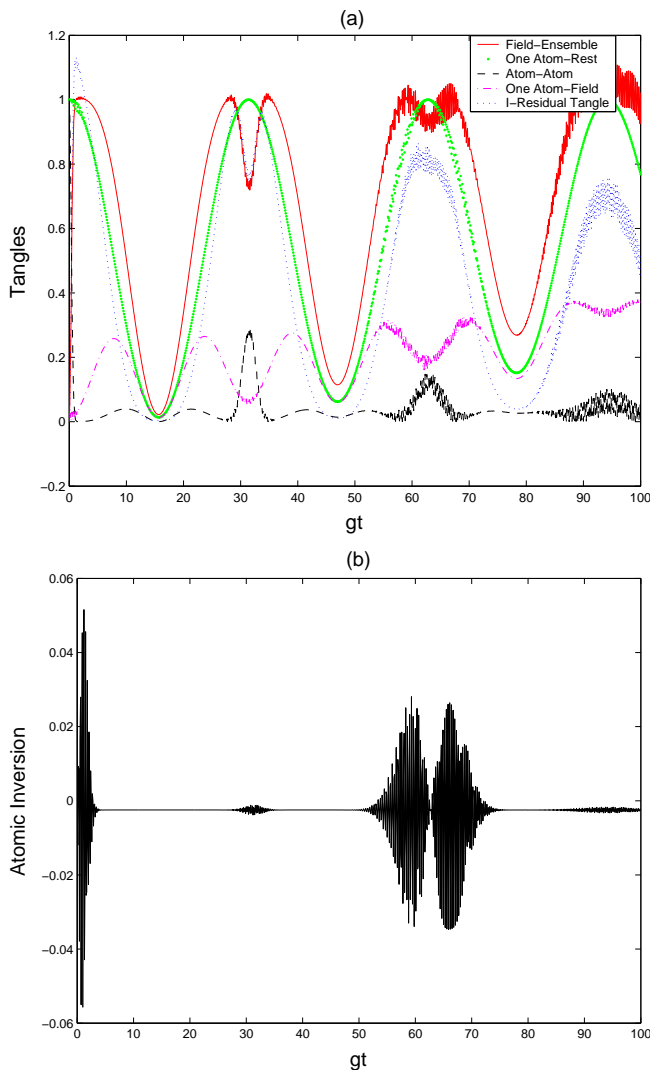 (a)
1.2
1
0.8
0.6
0.4
0.2
0
−0.2
Tangles
Field−Ensemble
One Atom−Rest
Atom−Atom
One Atom−Field
I−Residual Tangle
0 10 20 30 40 50 60 70 80 90 100
gt
(b)
0.06
0.04
0.02
0
−0.02
−0.04
−0.06
Atomic Inversion
0 10 20 30 40 50 60 70 80 90 100
gt